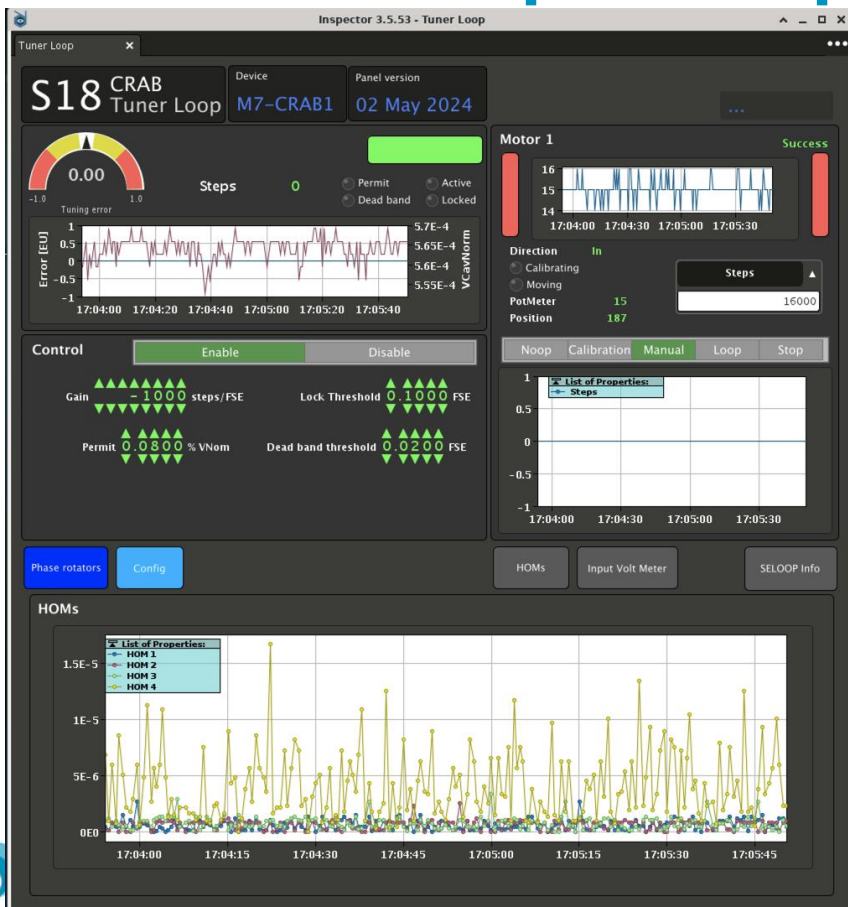 Inspector 3.5.53 - Tuner Loop
Tuner Loop
S18 CRAB Tuner Loop
Device
M7-CRAB1
Panel version
02 May 2024
...
0.00
-1.0 1.0
Tuning error
Steps 0
Permit Active
Dead band Locked
Error [EU]
1
0.5
0
-0.5
-1
5.7E-4
5.65E-4
5.6E-4
5.55E-4
VCavNorm
17:04:00 17:04:20 17:04:40 17:05:00 17:05:20 17:05:40
Motor 1
Success
16
15
14
17:04:00 17:04:30 17:05:00 17:05:30
Direction In
Calibrating
Moving
PotMeter 15
Position 187
Steps
16000
Noop Calibration Manual Loop Stop
1
0.5
0
-0.5
-1
List of Properties:
Steps
17:04:00 17:04:30 17:05:00 17:05:30
Control
Enable Disable
Gain -1000 steps/FSE
Lock Threshold 0.1000 FSE
Permit 0.0800 % VNom
Dead band threshold 0.0200 FSE
Phase rotators
Config
HOMs
Input Volt Meter
SELOOP Info
HOMs
List of Properties:
HOM 1
HOM 2
HOM 3
HOM 4
1.5E-5
1E-5
5E-6
0E0
17:04:00 17:04:15 17:04:30 17:04:45 17:05:00 17:05:15 17:05:30 17:05:45